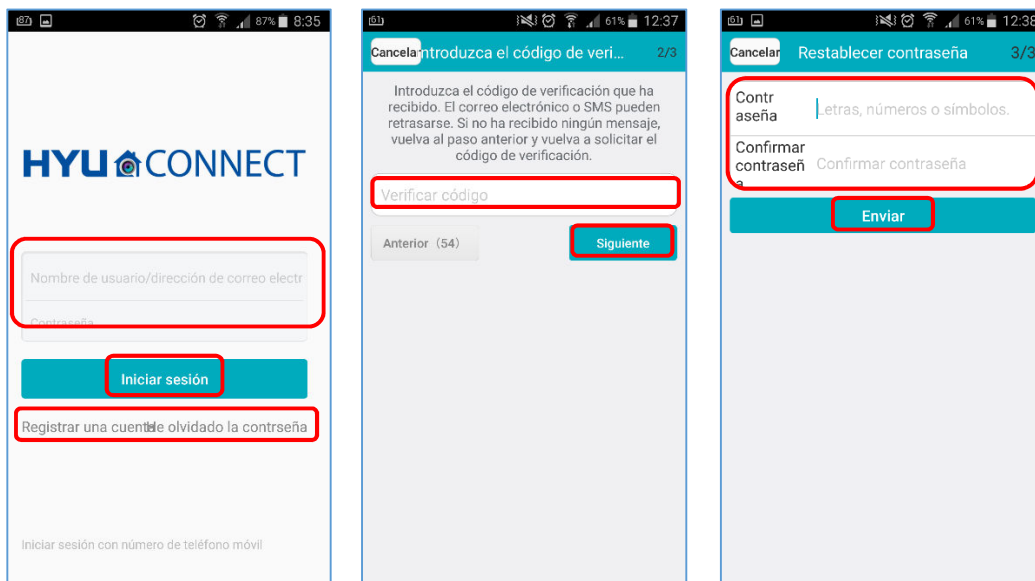 87% 8:35
HYU CONNECT
Nombre de usuario/dirección de correo electr
Contraseña
Iniciar sesión
Registrar una cuenta
He olvidado la contrseña
Iniciar sesión con número de teléfono móvil
61% 12:37
Cancelar
Introduzca el código de veri...
2/3
Introduzca el código de verificación que ha
recibido. El correo electrónico o SMS pueden
retrasarse. Si no ha recibido ningún mensaje,
vuelva al paso anterior y vuelva a solicitar el
código de verificación.
Verificar código
Anterior (54)
Siguiente
61% 12:38
Cancelar
Restablecer contraseña
3/3
Contr
aseña
Letras, números o símbolos.
Confirmar
contraseñ
a
Confirmar contraseña
Enviar